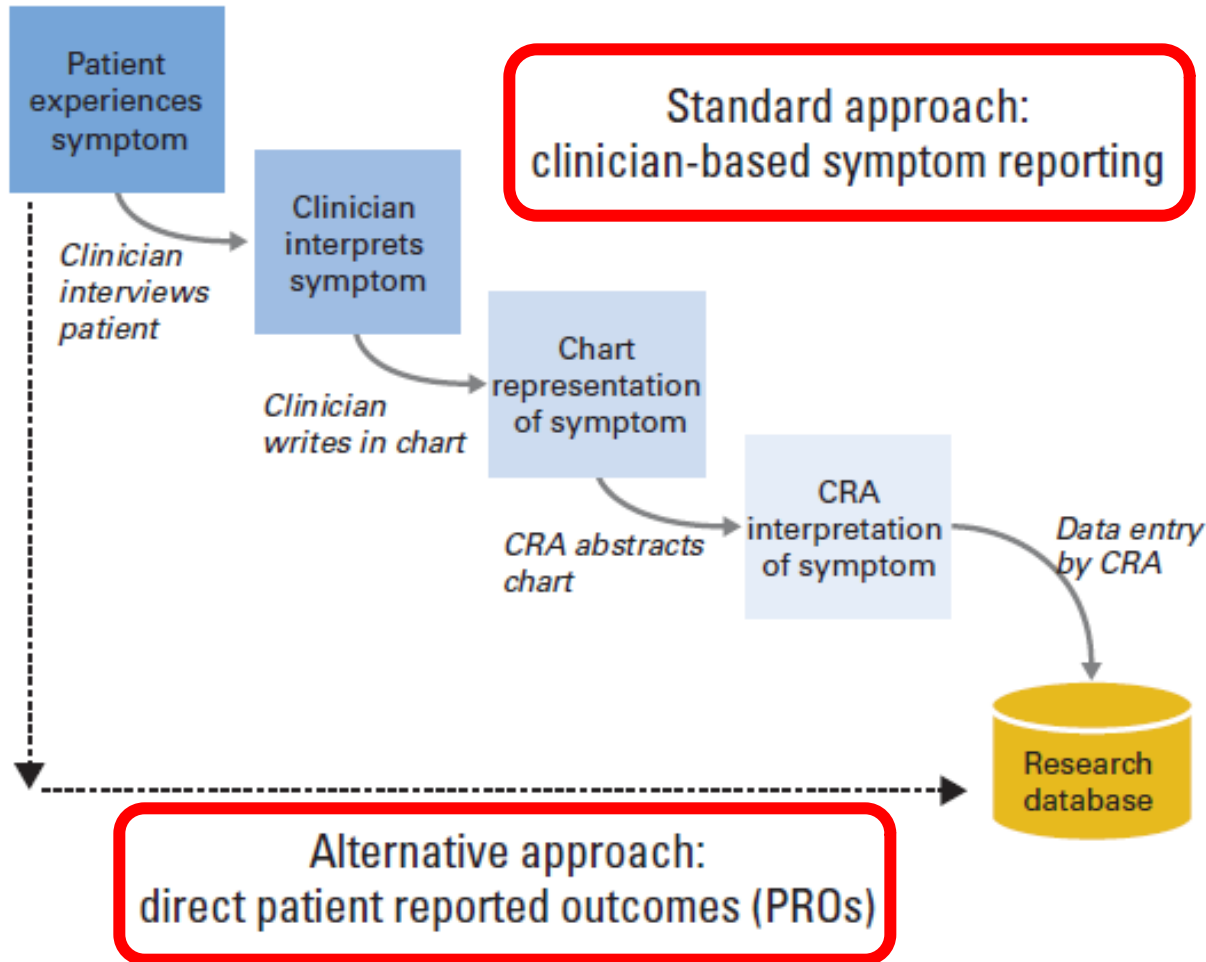 Patient
experiences
symptom
Standard approach:
clinician-based symptom reporting
Clinician
interviews
patient
Clinician
interprets
symptom
Clinician
writes in chart
Chart
representation
of symptom
CRA abstracts
chart
CRA
interpretation
of symptom
Data entry
by CRA
Research
database
Alternative approach:
direct patient reported outcomes (PROs)